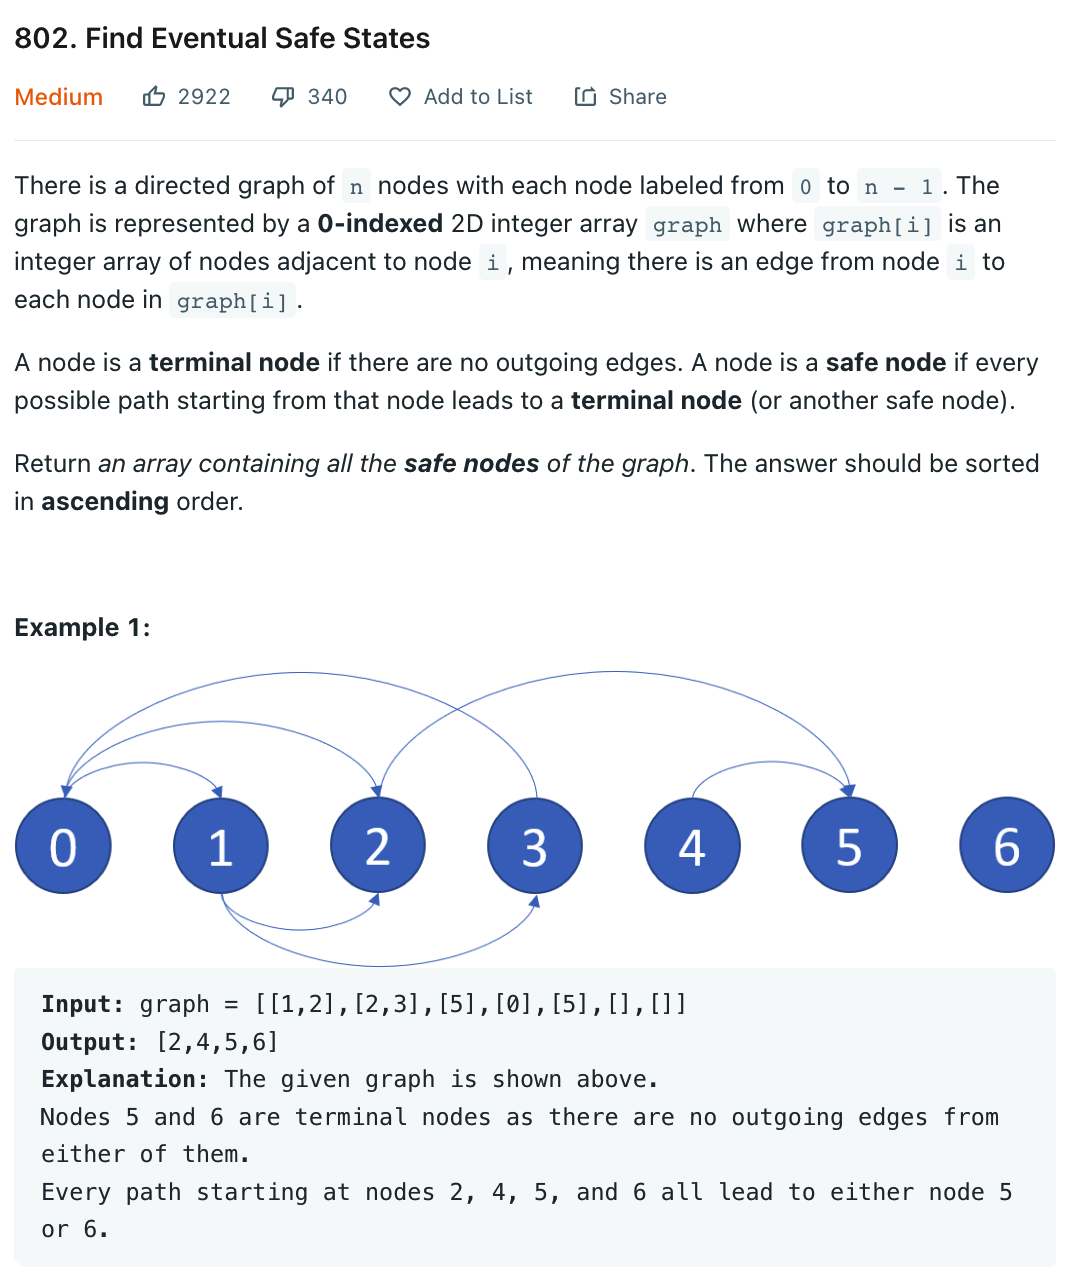 802. Find Eventual Safe States
Medium 2922 340 Add to List Share
There is a directed graph of n nodes with each node labeled from 0 to n - 1. The
graph is represented by a 0-indexed 2D integer array graph where graph[i] is an
integer array of nodes adjacent to node i, meaning there is an edge from node i to
each node in graph[i].
A node is a terminal node if there are no outgoing edges. A node is a safe node if every
possible path starting from that node leads to a terminal node (or another safe node).
Return an array containing all the safe nodes of the graph. The answer should be sorted
in ascending order.
Example 1:
0 1 2 3 4 5 6
Input: graph = [[1,2],[2,3],[5],[0],[5],[],[]]
Output: [2,4,5,6]
Explanation: The given graph is shown above.
Nodes 5 and 6 are terminal nodes as there are no outgoing edges from
either of them.
Every path starting at nodes 2, 4, 5, and 6 all lead to either node 5
or 6.